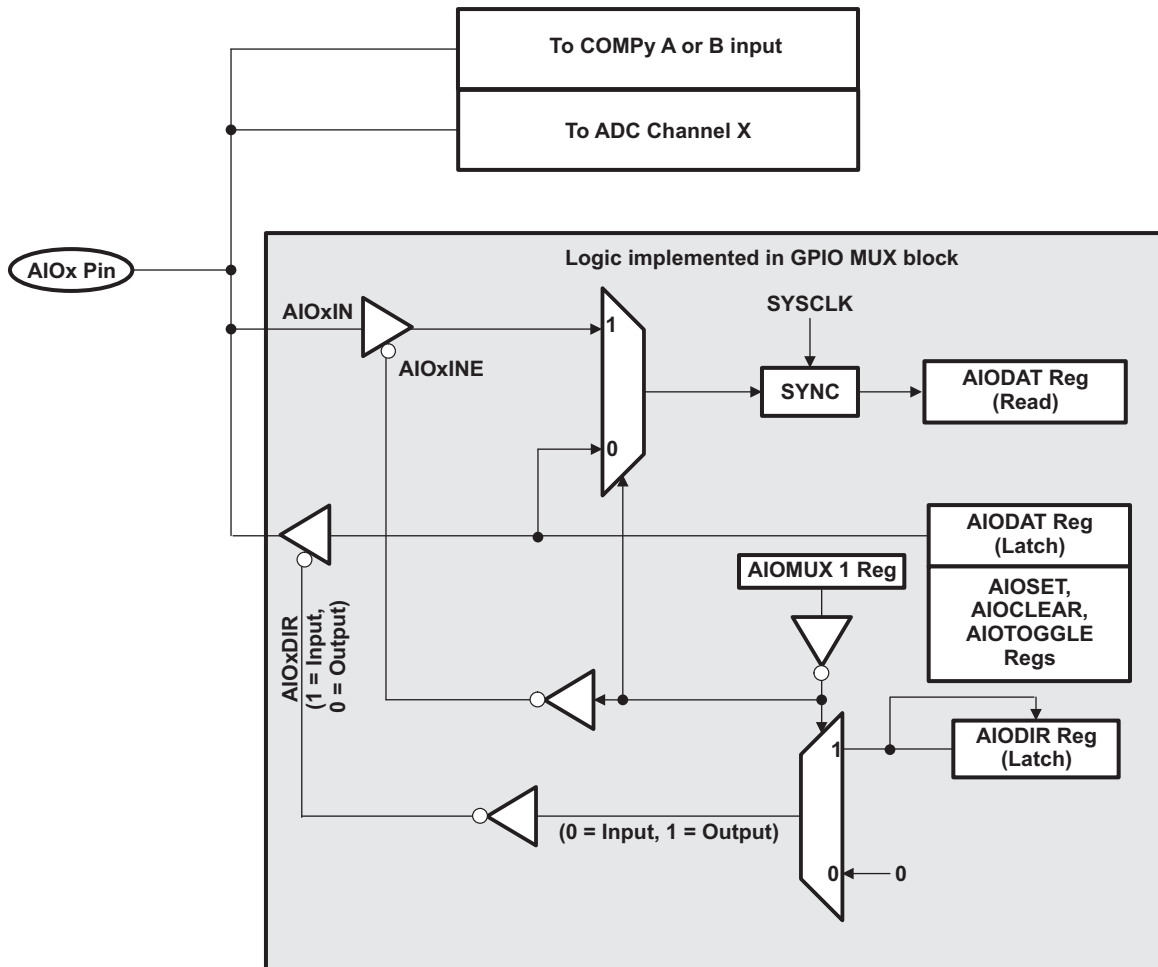 To COMPy A or B input
To ADC Channel X
AIOx Pin
Logic implemented in GPIO MUX block
AIOxIN
AIOxINE
1
0
SYSCLK
SYNC
AIODAT Reg
(Read)
AIODAT Reg
(Latch)
AIOSET,
AIOCLEAR,
AIOTOGGLE
Regs
AIOMUX 1 Reg
AIOxDIR
(1 = Input,
0 = Output)
1
AIODIR Reg
(Latch)
(0 = Input, 1 = Output)
0
0